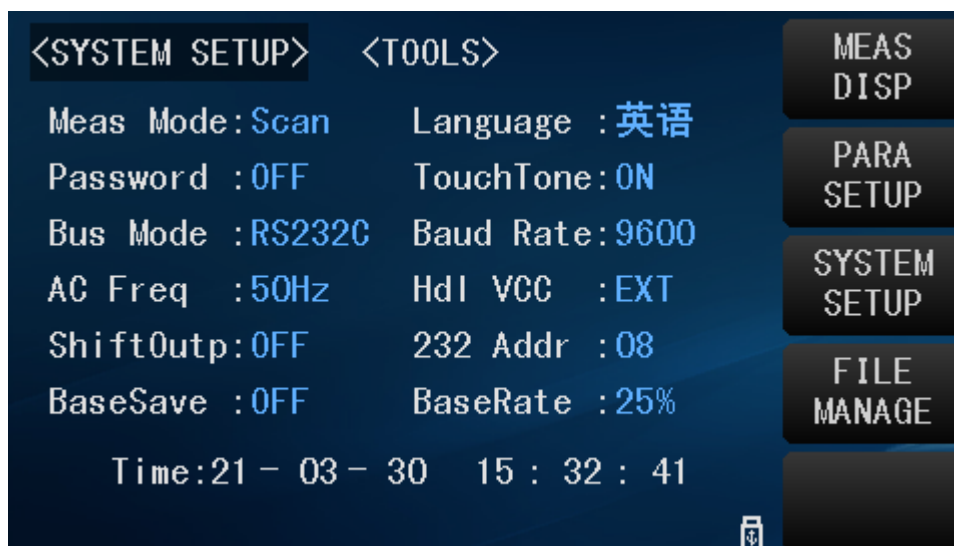 <SYSTEM SETUP> <TOOLS>
Meas Mode:Scan Language :英语
Password :OFF TouchTone:ON
Bus Mode :RS232C Baud Rate:9600
AC Freq :50Hz Hdl VCC :EXT
ShiftOutp:OFF 232 Addr :08
BaseSave :OFF BaseRate :25%
Time:21- 03- 30 15: 32: 41
MEAS
DISP
PARA
SETUP
SYSTEM
SETUP
FILE
MANAGE